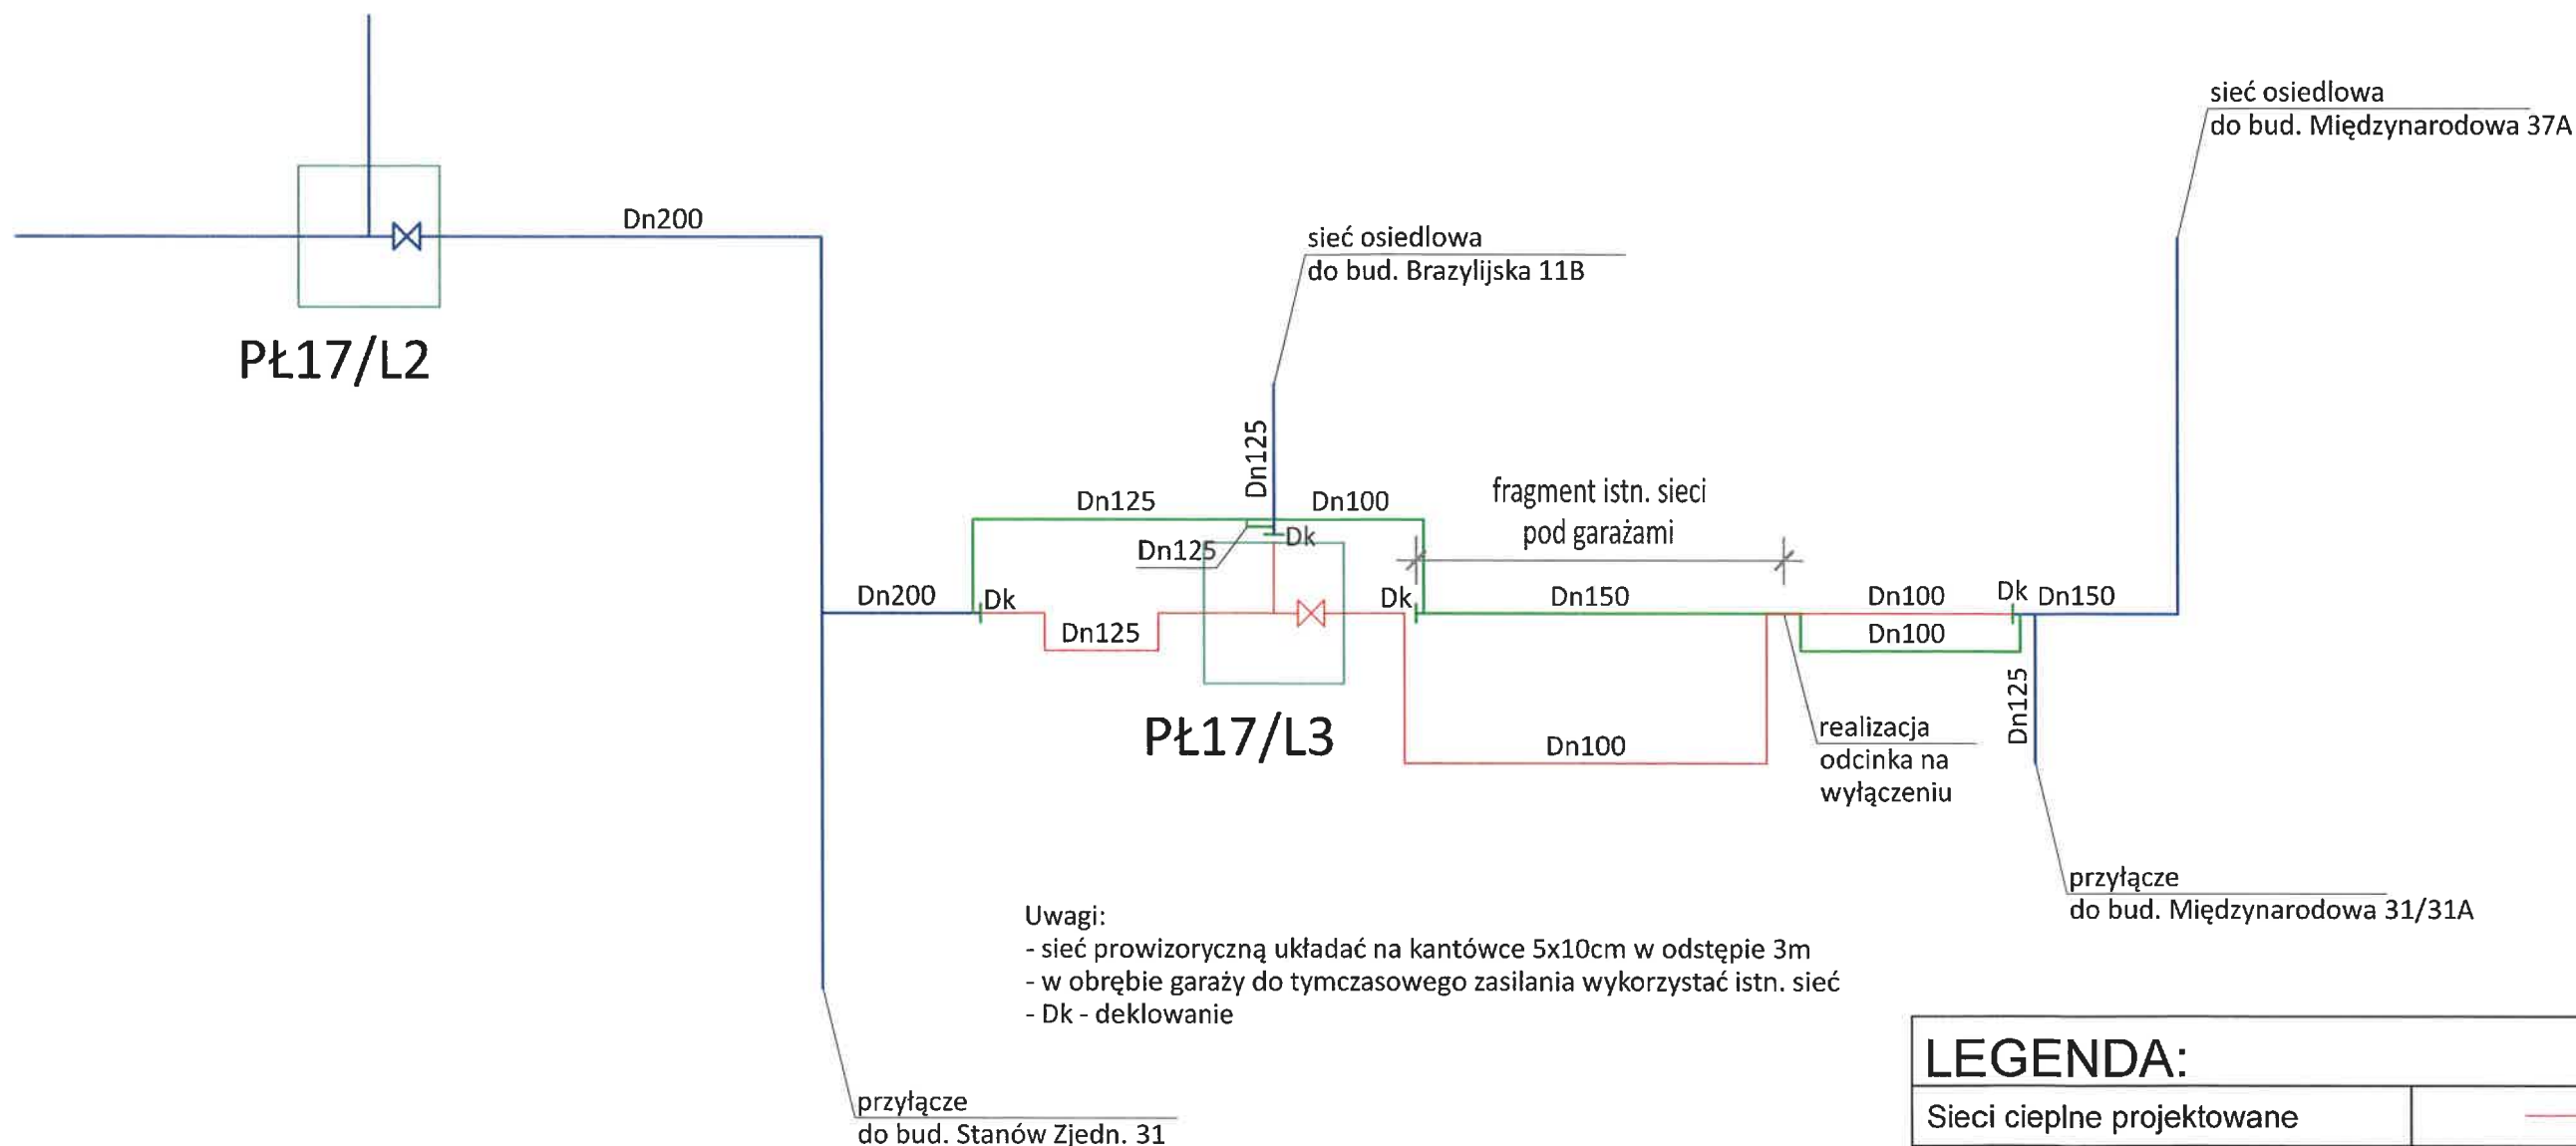 sieć osiedlowa
do bud. Międzynarodowa 37A
Dn200
sieć osiedlowa
do bud. Brazylijska 11B
PŁ17/L2
Dn125
Dn125
Dn100
fragment istn. sieci
pod garażami
Dn125
Dk
Dn200
Dk
Dn125
Dk
Dn150
Dn100
Dk
Dn150
Dn100
Dn125
PŁ17/L3
Dn100
realizacja
odcinka na
wyłączeniu
przyłącze
do bud. Międzynarodowa 31/31A
Uwagi:
- sieć prowizoryczną układać na kantówce 5x10cm w odstępie 3m
- w obrębie garaży do tymczasowego zasilania wykorzystać istn. sieć
- Dk - deklowanie
przyłącze
do bud. Stanów Zjedn. 31
LEGENDA:
Sieci cieplne projektowane